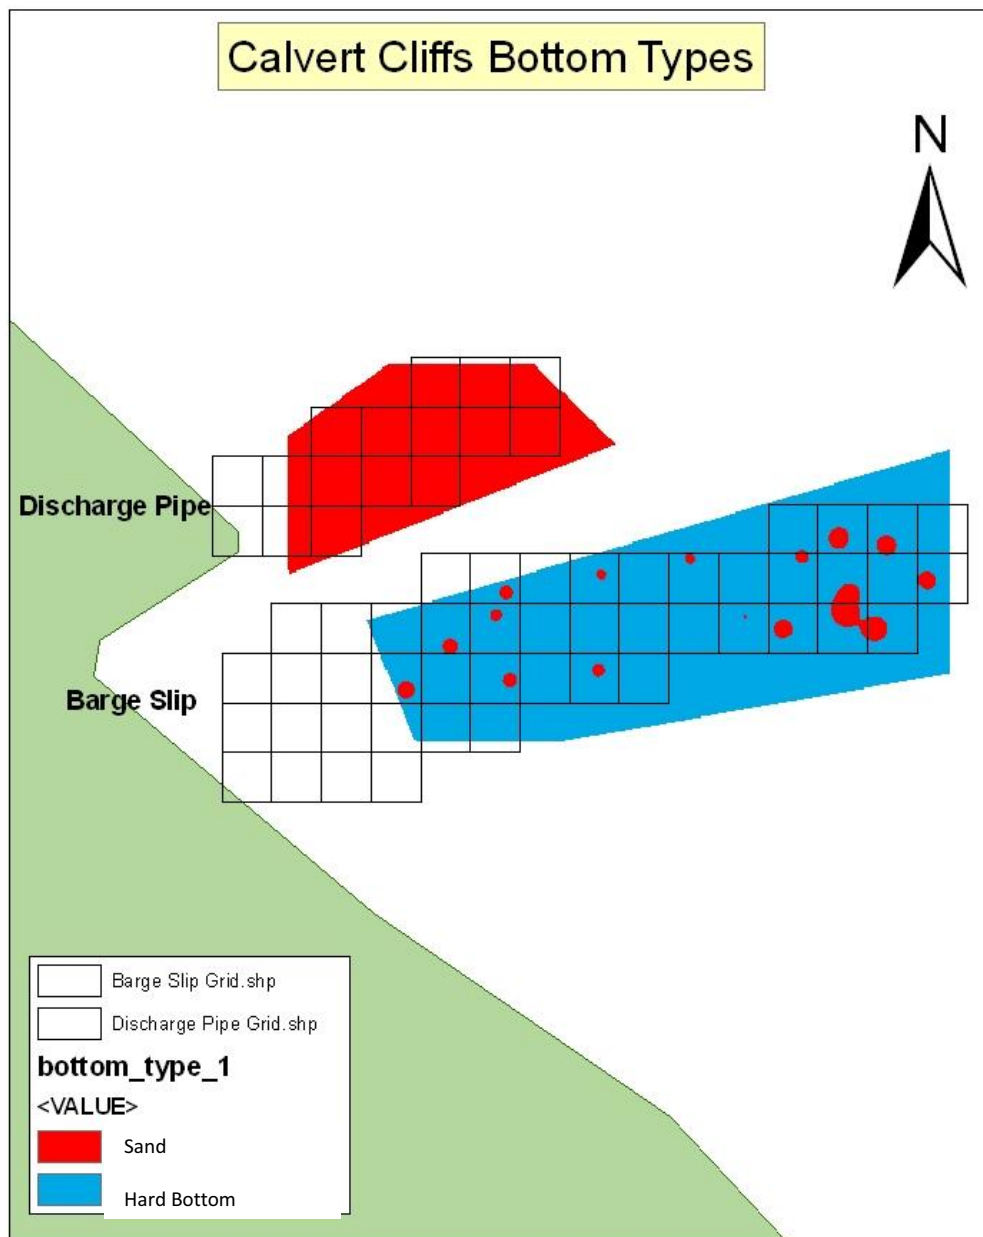 Calvert Cliffs Bottom Types
N
Discharge Pipe
Barge Slip
Barge Slip Grid.shp
Discharge Pipe Grid.shp
bottom_type_1
<VALUE>
Sand
Hard Bottom